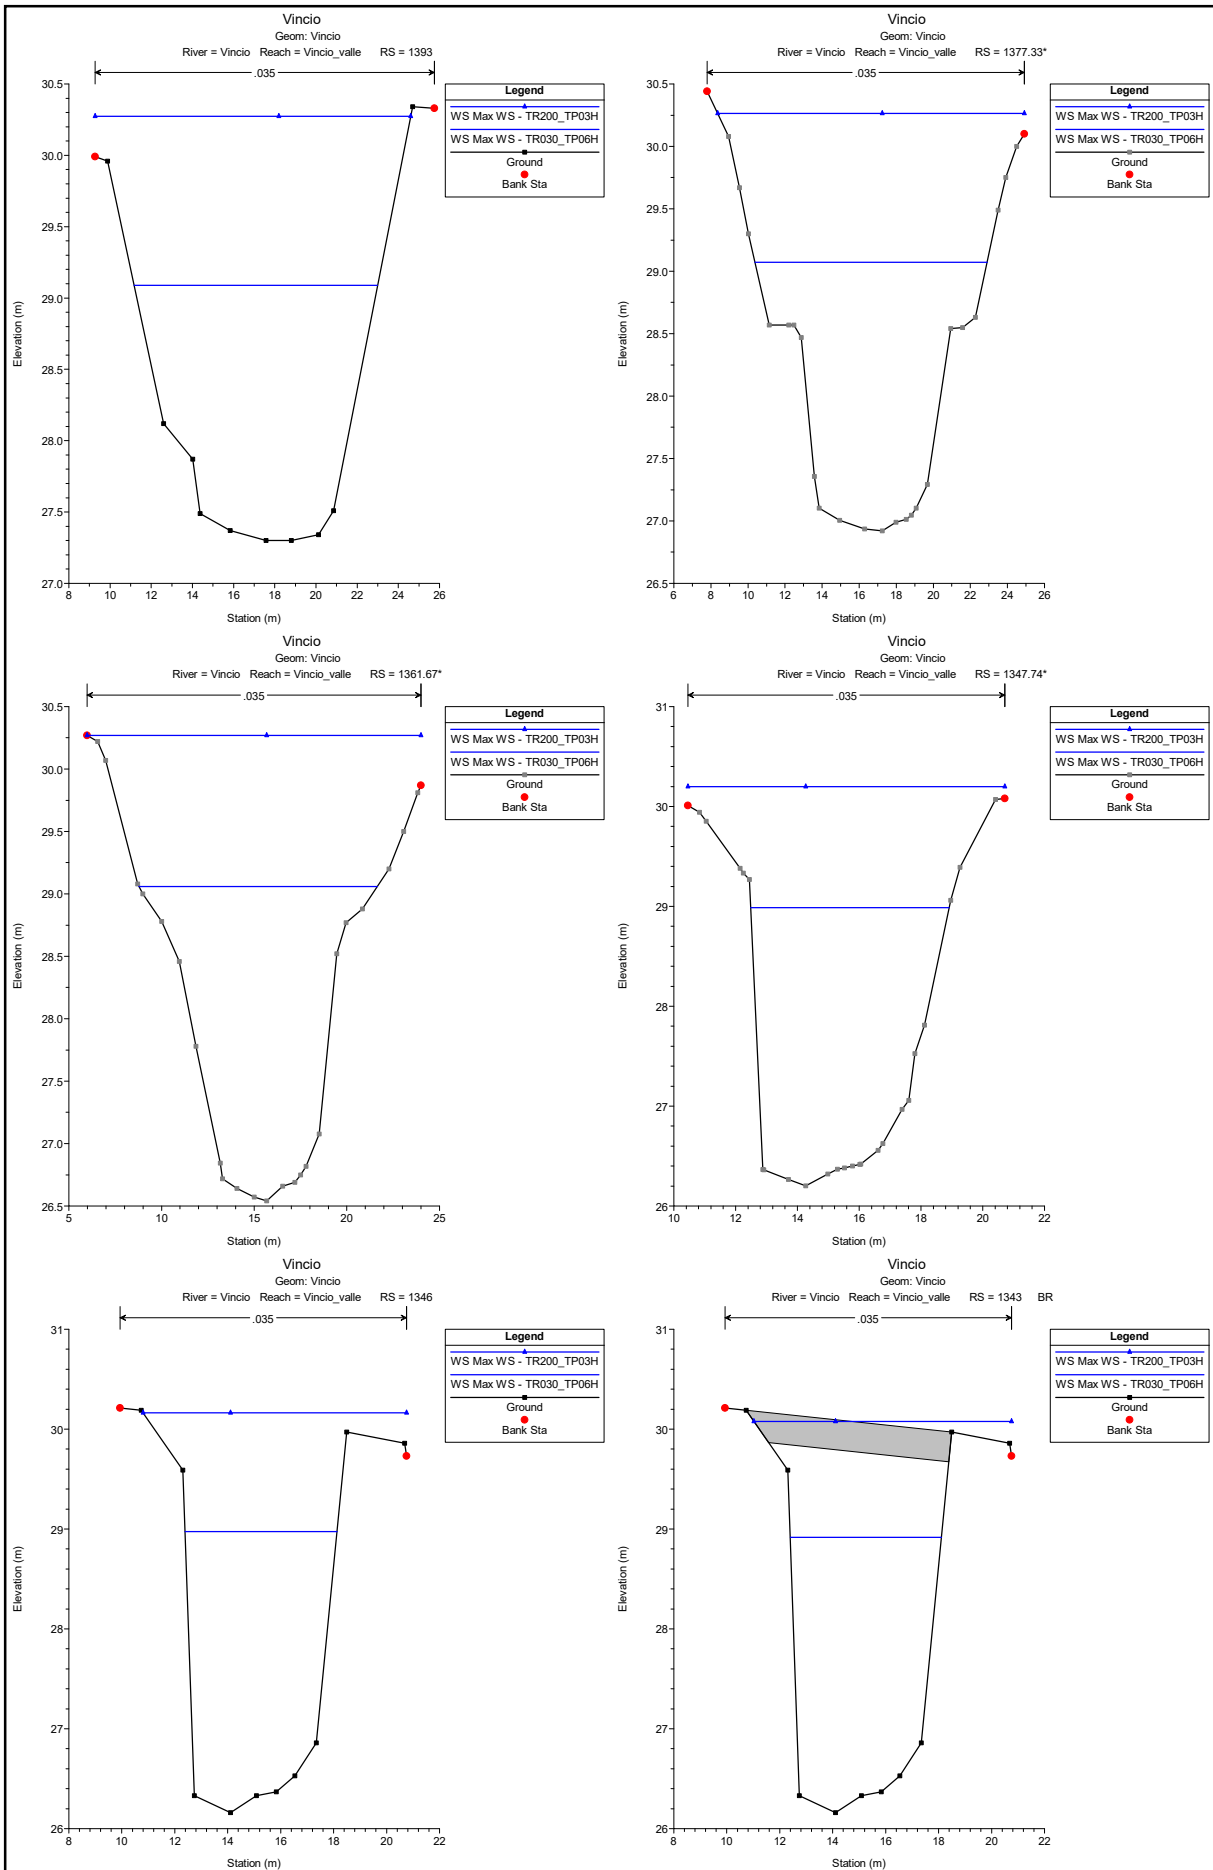 Vincio
Geom: Vincio
River = Vincio Reach = Vincio_valle RS = 1393
.035
30.5
30.0
29.5
29.0
28.5
28.0
27.5
27.0
8 10 12 14 16 18 20 22 24 26
Station (m)
Elevation (m)
Legend
WS Max WS - TR200_TP03H
WS Max WS - TR030_TP06H
Ground
Bank Sta
Vincio
Geom: Vincio
River = Vincio Reach = Vincio_valle RS = 1377.33*
.035
30.5
30.0
29.5
29.0
28.5
28.0
27.5
27.0
26.5
6 8 10 12 14 16 18 20 22 24 26
Station (m)
Elevation (m)
Legend
WS Max WS - TR200_TP03H
WS Max WS - TR030_TP06H
Ground
Bank Sta
Vincio
Geom: Vincio
River = Vincio Reach = Vincio_valle RS = 1361.67*
.035
30.5
30.0
29.5
29.0
28.5
28.0
27.5
27.0
26.5
5 10 15 20 25
Station (m)
Elevation (m)
Legend
WS Max WS - TR200_TP03H
WS Max WS - TR030_TP06H
Ground
Bank Sta
Vincio
Geom: Vincio
River = Vincio Reach = Vincio_valle RS = 1347.74*
.035
31
30
29
28
27
26
10 12 14 16 18 20 22
Station (m)
Elevation (m)
Legend
WS Max WS - TR200_TP03H
WS Max WS - TR030_TP06H
Ground
Bank Sta
Vincio
Geom: Vincio
River = Vincio Reach = Vincio_valle RS = 1346
.035
31
30
29
28
27
26
8 10 12 14 16 18 20 22
Station (m)
Elevation (m)
Legend
WS Max WS - TR200_TP03H
WS Max WS - TR030_TP06H
Ground
Bank Sta
Vincio
Geom: Vincio
River = Vincio Reach = Vincio_valle RS = 1343 BR
.035
31
30
29
28
27
26
8 10 12 14 16 18 20 22
Station (m)
Elevation (m)
Legend
WS Max WS - TR200_TP03H
WS Max WS - TR030_TP06H
Ground
Bank Sta